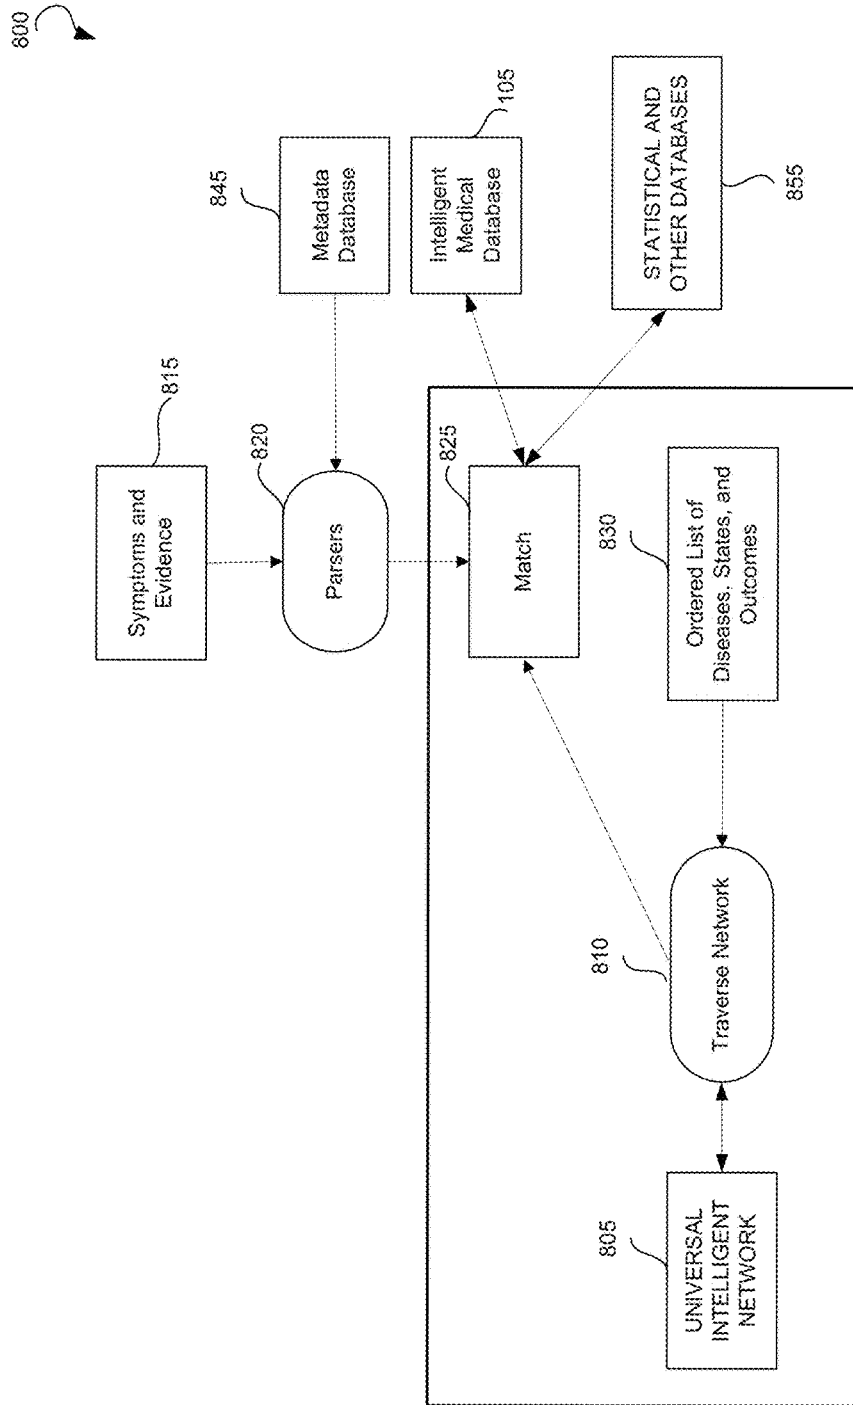 800
815
Symptoms and
Evidence
845
Metadata
Database
820
Parsers
105
Intelligent
Medical
Database
825
Match
STATISTICAL AND
OTHER DATABASES
855
830
Ordered List of
Diseases, States, and
Outcomes
810
Traverse Network
805
UNIVERSAL
INTELLIGENT
NETWORK